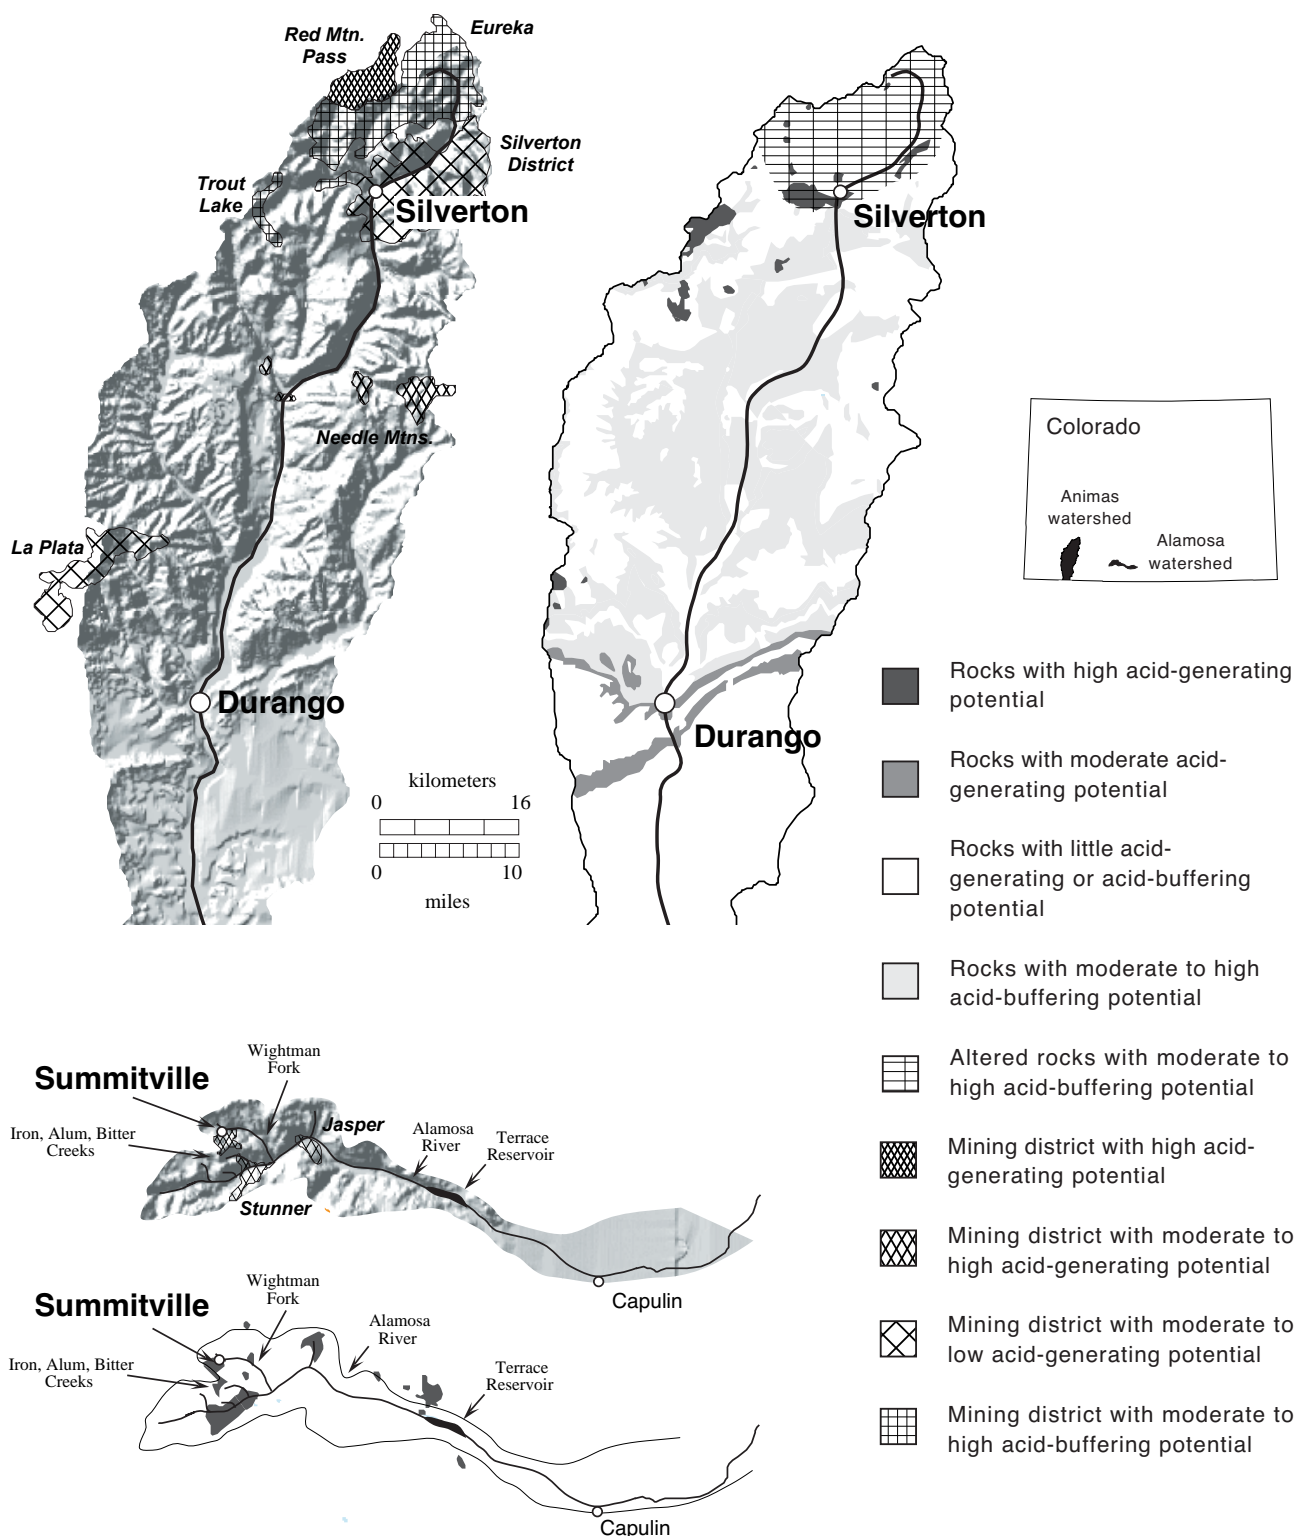 Red Mtn.
Pass
Eureka
Silverton
District
Trout
Lake
Silverton
Needle Mtns.
La Plata
Durango
kilometers
0 16
0 10
miles
Silverton
Durango
Colorado
Animas
watershed
Alamosa
watershed
Rocks with high acid-generating
potential
Rocks with moderate acid-
generating potential
Rocks with little acid-
generating or acid-buffering
potential
Rocks with moderate to high
acid-buffering potential
Altered rocks with moderate to
high acid-buffering potential
Mining district with high acid-
generating potential
Mining district with moderate to
high acid-generating potential
Mining district with moderate to
low acid-generating potential
Mining district with moderate to
high acid-buffering potential
Wightman
Fork
Summitville
Iron, Alum, Bitter
Creeks
Jasper
Alamosa
River
Terrace
Reservoir
Stunner
Capulin
Wightman
Fork
Summitville
Iron, Alum, Bitter
Creeks
Alamosa
River
Terrace
Reservoir
Capulin